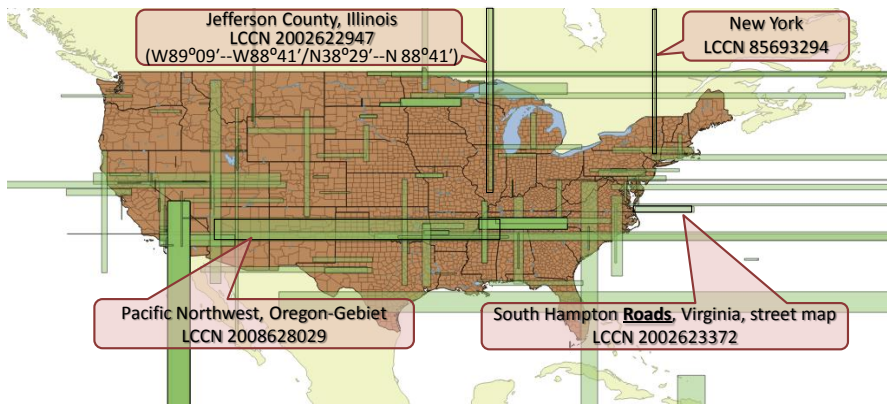 Jefferson County, Illinois
LCCN 2002622947
(W89º09′--W88º41′/N38º29′--N 88º41′)
New York
LCCN 85693294
Pacific Northwest, Oregon-Gebiet
LCCN 2008628029
South Hampton Roads, Virginia, street map
LCCN 2002623372